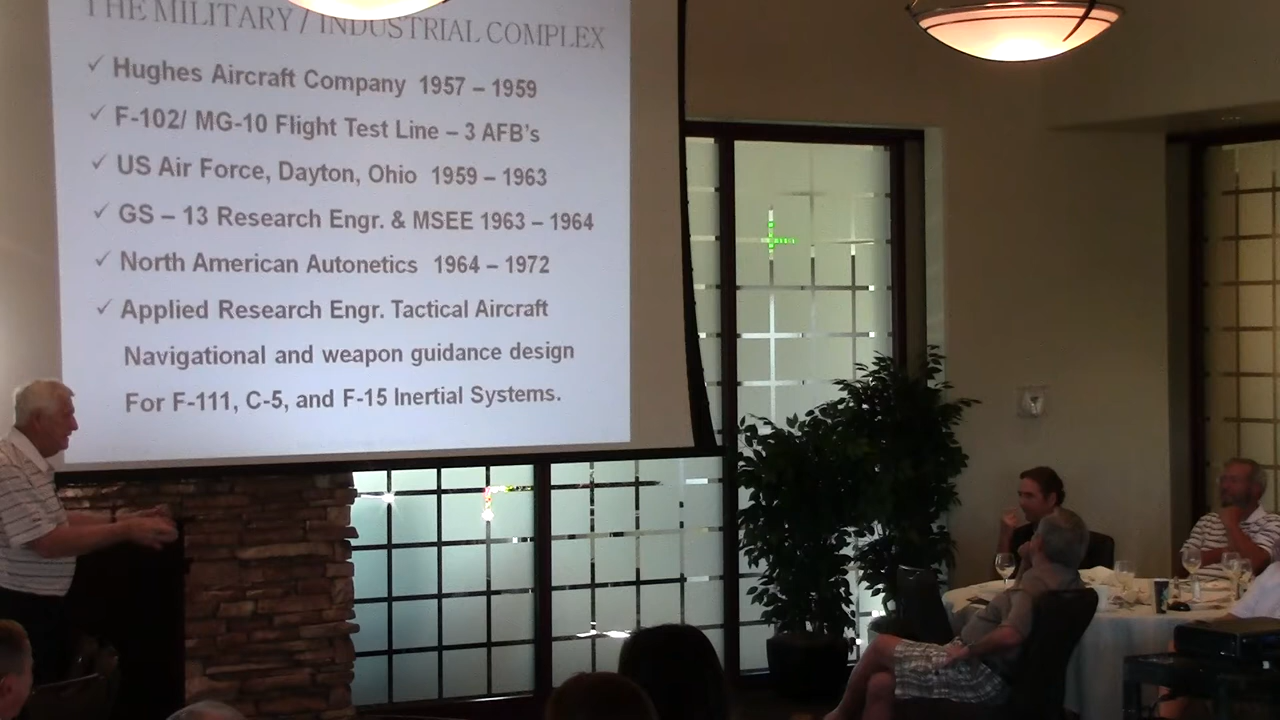 THE MILITARY / INDUSTRIAL COMPLEX
✓ Hughes Aircraft Company 1957 – 1959
✓ F-102/ MG-10 Flight Test Line – 3 AFB's
✓ US Air Force, Dayton, Ohio 1959 – 1963
✓ GS – 13 Research Engr. & MSEE 1963 – 1964
✓ North American Autonetics 1964 – 1972
✓ Applied Research Engr. Tactical Aircraft
Navigational and weapon guidance design
For F-111, C-5, and F-15 Inertial Systems.